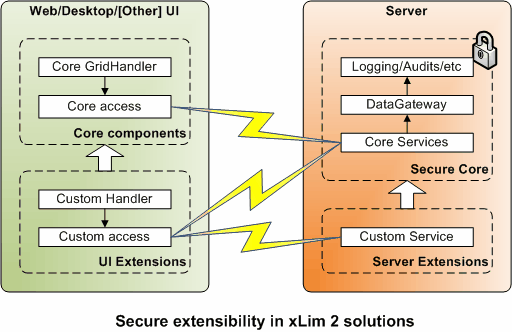 Web/Desktop/[Other] UI
Core GridHandler
Core access
Core components
Custom Handler
Custom access
UI Extensions
Server
Logging/Audits/etc
DataGateway
Core Services
Secure Core
Custom Service
Server Extensions
Secure extensibility in xLim 2 solutions